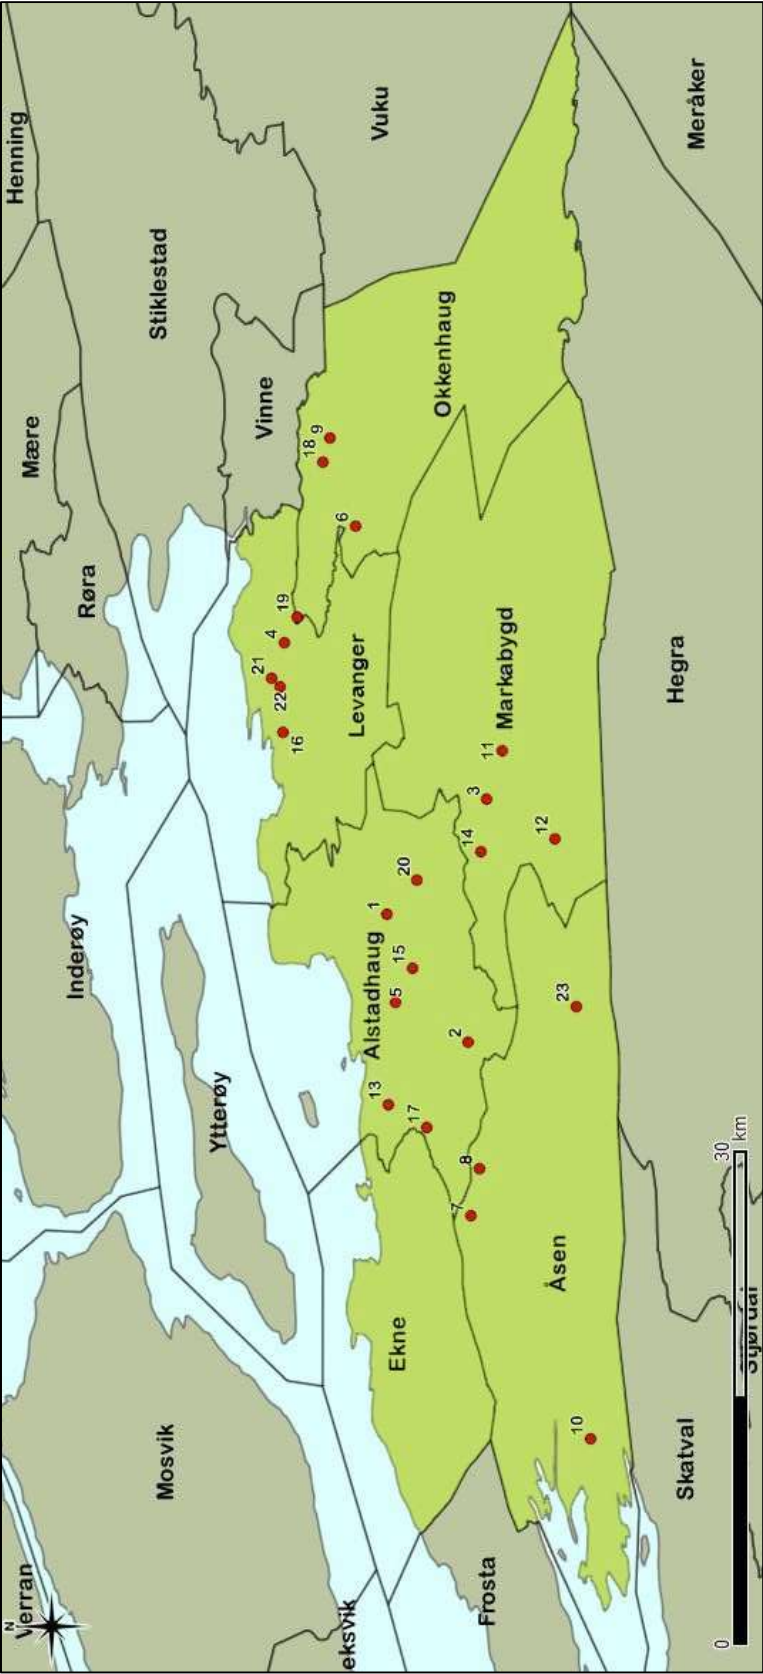 N
Verran
Henning
Mære
Inderøy
Røra
Mosvik
Stiklestad
Ytterøy
Vinne
21
19
4
22
16
18
9
eksvik
6
Levanger
Vuku
13
Alstadhaug
1
15
5
20
17
Ekne
Okkenhaug
2
8
7
14
3
11
Markabygd
Frosta
12
23
Åsen
10
Hegra
Meråker
Skatval
0
30
km